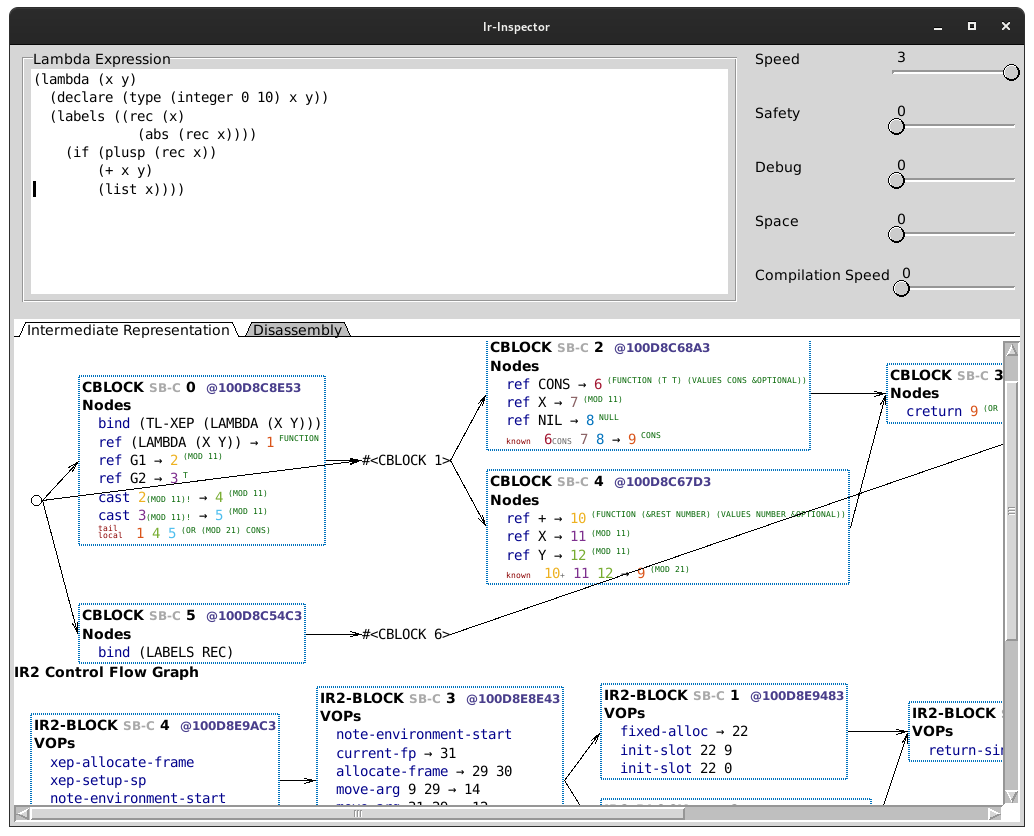 Ir-Inspector
Lambda Expression
(lambda (x y)
  (declare (type (integer 0 10) x y))
  (labels ((rec (x)
             (abs (rec x))))
    (if (plusp (rec x))
        (+ x y)
        (list x))))
Speed 3
Safety 0
Debug 0
Space 0
Compilation Speed 0
Intermediate Representation
Disassembly
CBLOCK SB-C 0 @100D8C8E53
Nodes
bind (TL-XEP (LAMBDA (X Y)))
ref (LAMBDA (X Y)) → 1 FUNCTION
ref G1 → 2 (MOD 11)
ref G2 → 3 T
cast 2(MOD 11)! → 4 (MOD 11)
cast 3(MOD 11)! → 5 (MOD 11)
tail local 1 4 5 (OR (MOD 21) CONS)
#<CBLOCK 1>
CBLOCK SB-C 2 @100D8C68A3
Nodes
ref CONS → 6 (FUNCTION (T T) (VALUES CONS &OPTIONAL))
ref X → 7 (MOD 11)
ref NIL → 8 NULL
known 6CONS 7 8 → 9 CONS
CBLOCK SB-C 4 @100D8C67D3
Nodes
ref + → 10 (FUNCTION (&REST NUMBER) (VALUES NUMBER &OPTIONAL))
ref X → 11 (MOD 11)
ref Y → 12 (MOD 11)
known 10+ 11 12 → 9 (MOD 21)
CBLOCK SB-C 3
Nodes
creturn 9 (OR
CBLOCK SB-C 5 @100D8C54C3
Nodes
bind (LABELS REC)
#<CBLOCK 6>
IR2 Control Flow Graph
IR2-BLOCK SB-C 4 @100D8E9AC3
VOPs
xep-allocate-frame
xep-setup-sp
note-environment-start
IR2-BLOCK SB-C 3 @100D8E8E43
VOPs
note-environment-start
current-fp → 31
allocate-frame → 29 30
move-arg 9 29 → 14
IR2-BLOCK SB-C 1 @100D8E9483
VOPs
fixed-alloc → 22
init-slot 22 9
init-slot 22 0
IR2-BLOCK
VOPs
return-sin